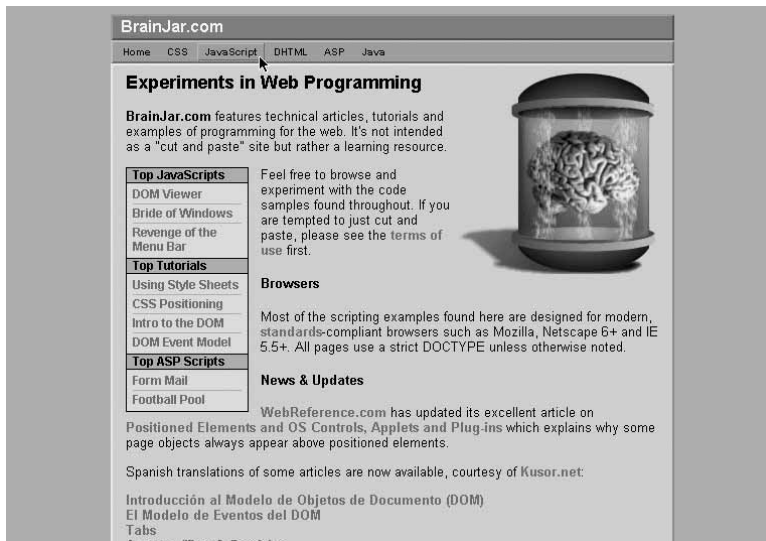 BrainJar.com
Home CSS JavaScript DHTML ASP Java
Experiments in Web Programming
BrainJar.com features technical articles, tutorials and
examples of programming for the web. It's not intended
as a "cut and paste" site but rather a learning resource.
Top JavaScripts
DOM Viewer
Bride of Windows
Revenge of the
Menu Bar
Top Tutorials
Using Style Sheets
CSS Positioning
Intro to the DOM
DOM Event Model
Top ASP Scripts
Form Mail
Football Pool
Feel free to browse and
experiment with the code
samples found throughout. If you
are tempted to just cut and
paste, please see the terms of
use first.
Browsers
Most of the scripting examples found here are designed for modern,
standards-compliant browsers such as Mozilla, Netscape 6+ and IE
5.5+. All pages use a strict DOCTYPE unless otherwise noted.
News & Updates
WebReference.com has updated its excellent article on
Positioned Elements and OS Controls, Applets and Plug-ins which explains why some
page objects always appear above positioned elements.
Spanish translations of some articles are now available, courtesy of Kusor.net:
Introducción al Modelo de Objetos de Documento (DOM)
El Modelo de Eventos del DOM
Tabs